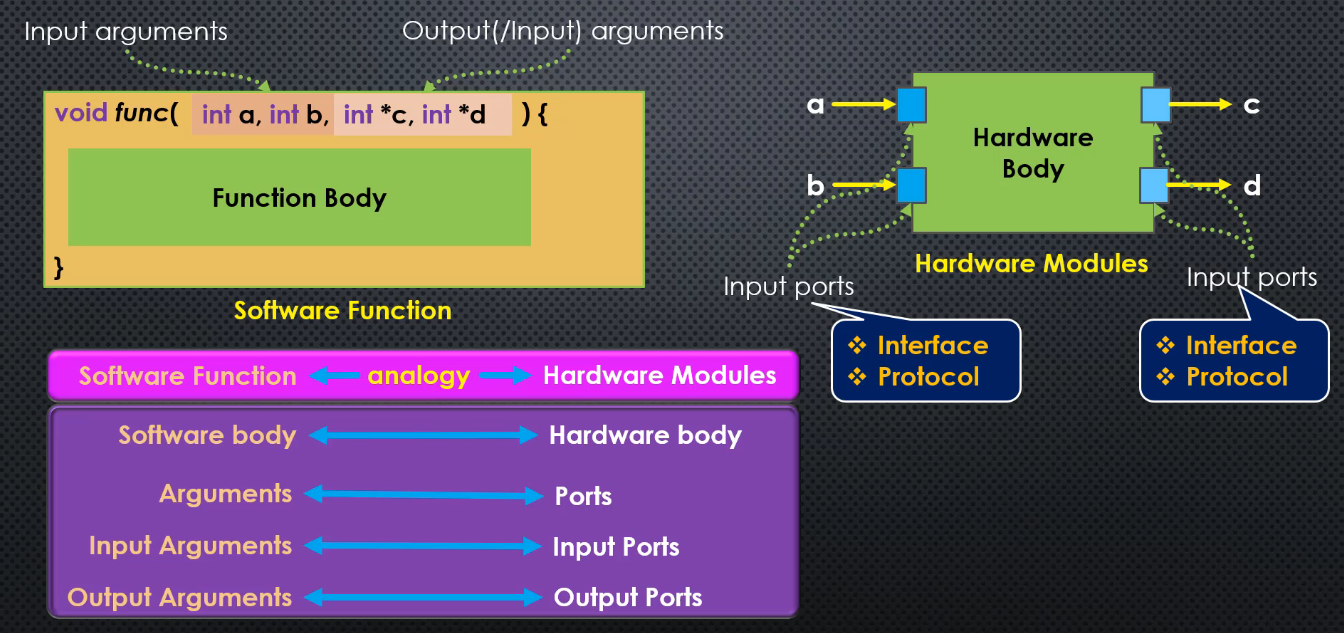 Input arguments
Output(/Input) arguments
void func( int a, int b, int *c, int *d ) {
Function Body
}
Software Function
a
b
Hardware
Body
c
d
Hardware Modules
Input ports
Input ports
❖ Interface
❖ Protocol
❖ Interface
❖ Protocol
Software Function analogy Hardware Modules
Software body Hardware body
Arguments Ports
Input Arguments Input Ports
Output Arguments Output Ports